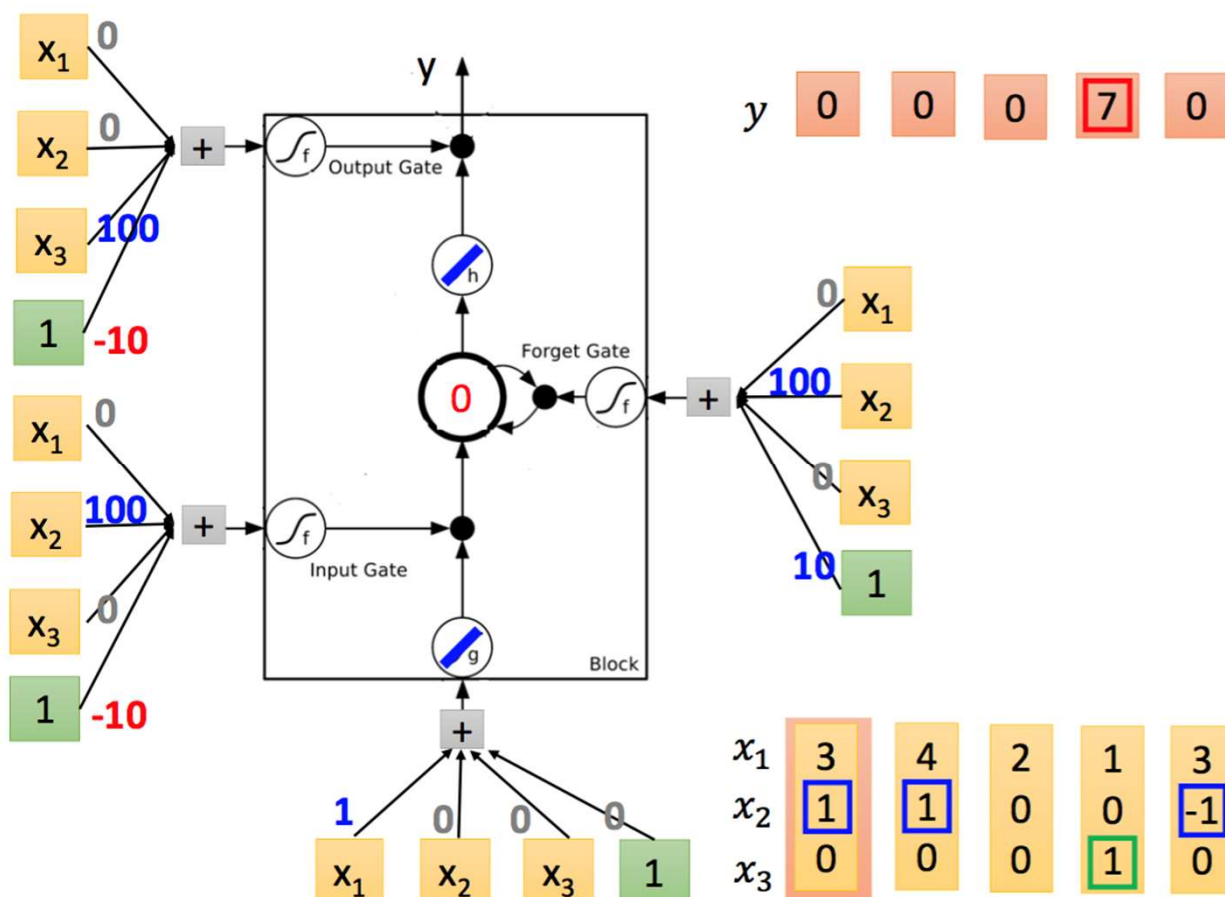 x₁ 0
x₂ 0
x₃ 100
1 -10
+
f
Output Gate
y
y 0 0 0 7 0
h
x₁ 0
x₂ 100
x₃ 0
1 -10
+
f
Input Gate
0
Forget Gate
f
+
0 x₁
100 x₂
0 x₃
10 1
g
Block
+
1 0 0 0
x₁ x₂ x₃ 1
x₁ 3 4 2 1 3
x₂ 1 1 0 0 -1
x₃ 0 0 0 1 0